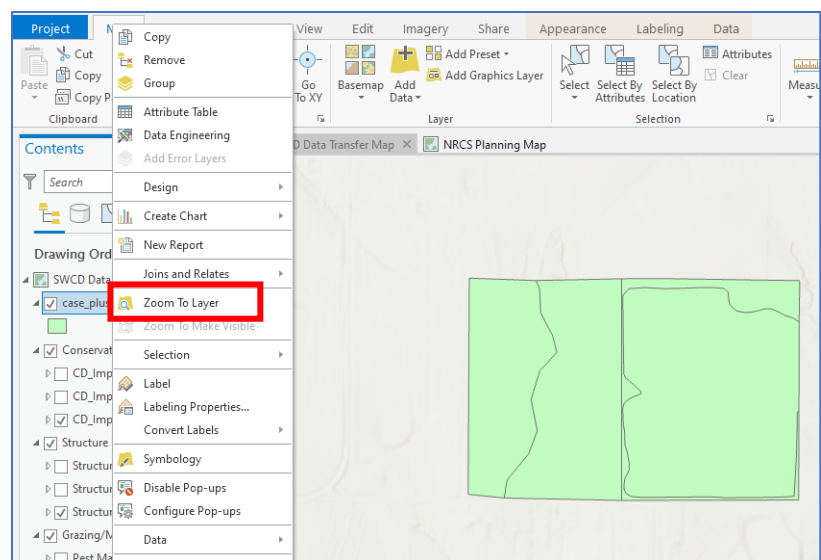 Project
View Edit Imagery Share Appearance Labeling Data
Cut
Copy
Paste
Copy P
Clipboard
Go To XY
Basemap
Add Data
Add Preset
Add Graphics Layer
Layer
Select
Select By Attributes
Select By Location
Attributes
Clear
Selection
Measu
Contents
D Data Transfer Map
NRCS Planning Map
Search
Drawing Ord
SWCD Data
case_plus
Conservat
CD_Imp
CD_Imp
CD_Imp
Structure
Structur
Structur
Structur
Grazing/M
Pest Ma
Copy
Remove
Group
Attribute Table
Data Engineering
Add Error Layers
Design
Create Chart
New Report
Joins and Relates
Zoom To Layer
Zoom To Make Visible
Selection
Label
Labeling Properties...
Convert Labels
Symbology
Disable Pop-ups
Configure Pop-ups
Data